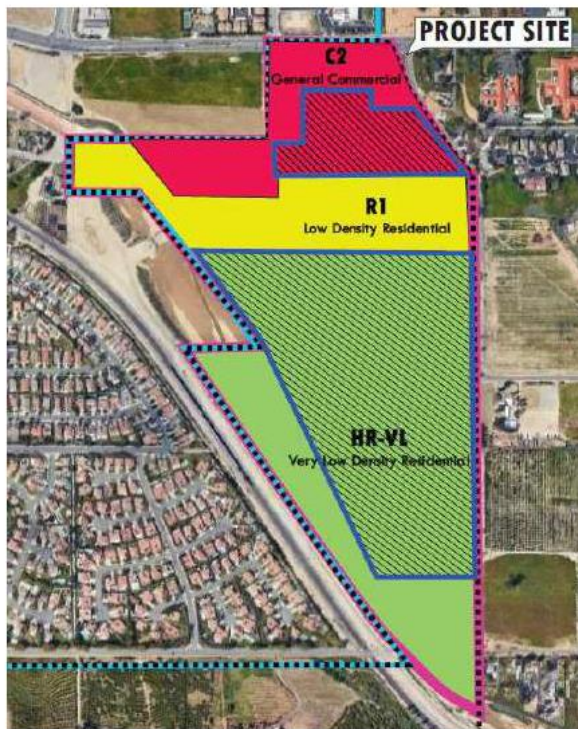 PROJECT SITE
C2
General Commercial
R1
Low Density Residential
HR-VL
Very Low Density Residential